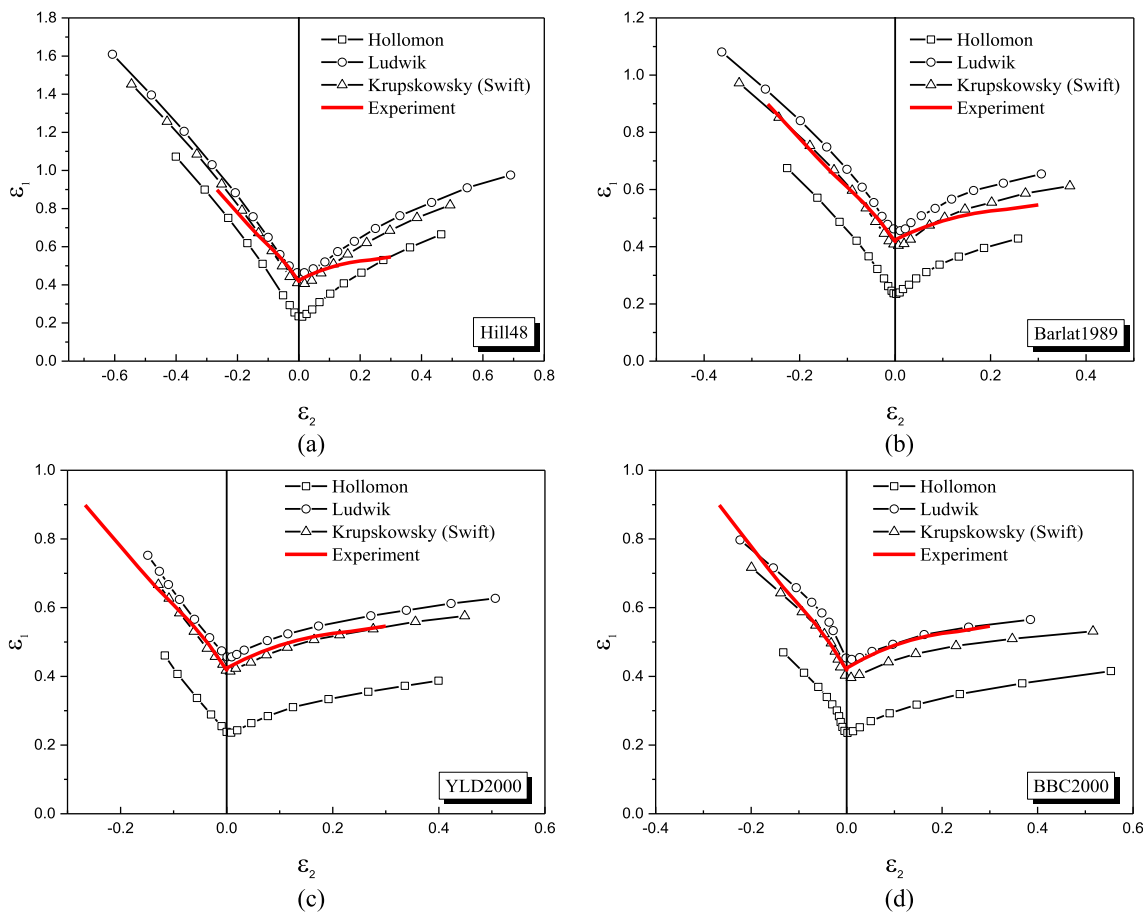 1.8
1.6
1.4
1.2
1.0
0.8
0.6
0.4
0.2
0.0
ε1
Hollomon
Ludwik
Krupskowsky (Swift)
Experiment
Hill48
-0.6 -0.4 -0.2 0.0 0.2 0.4 0.6 0.8
ε2
(a)
1.2
1.0
0.8
0.6
0.4
0.2
0.0
ε1
Hollomon
Ludwik
Krupskowsky (Swift)
Experiment
Barlat1989
-0.4 -0.2 0.0 0.2 0.4
ε2
(b)
1.0
0.8
0.6
0.4
0.2
0.0
ε1
Hollomon
Ludwik
Krupskowsky (Swift)
Experiment
YLD2000
-0.2 0.0 0.2 0.4 0.6
ε2
(c)
1.0
0.8
0.6
0.4
0.2
0.0
ε1
Hollomon
Ludwik
Krupskowsky (Swift)
Experiment
BBC2000
-0.4 -0.2 0.0 0.2 0.4 0.6
ε2
(d)